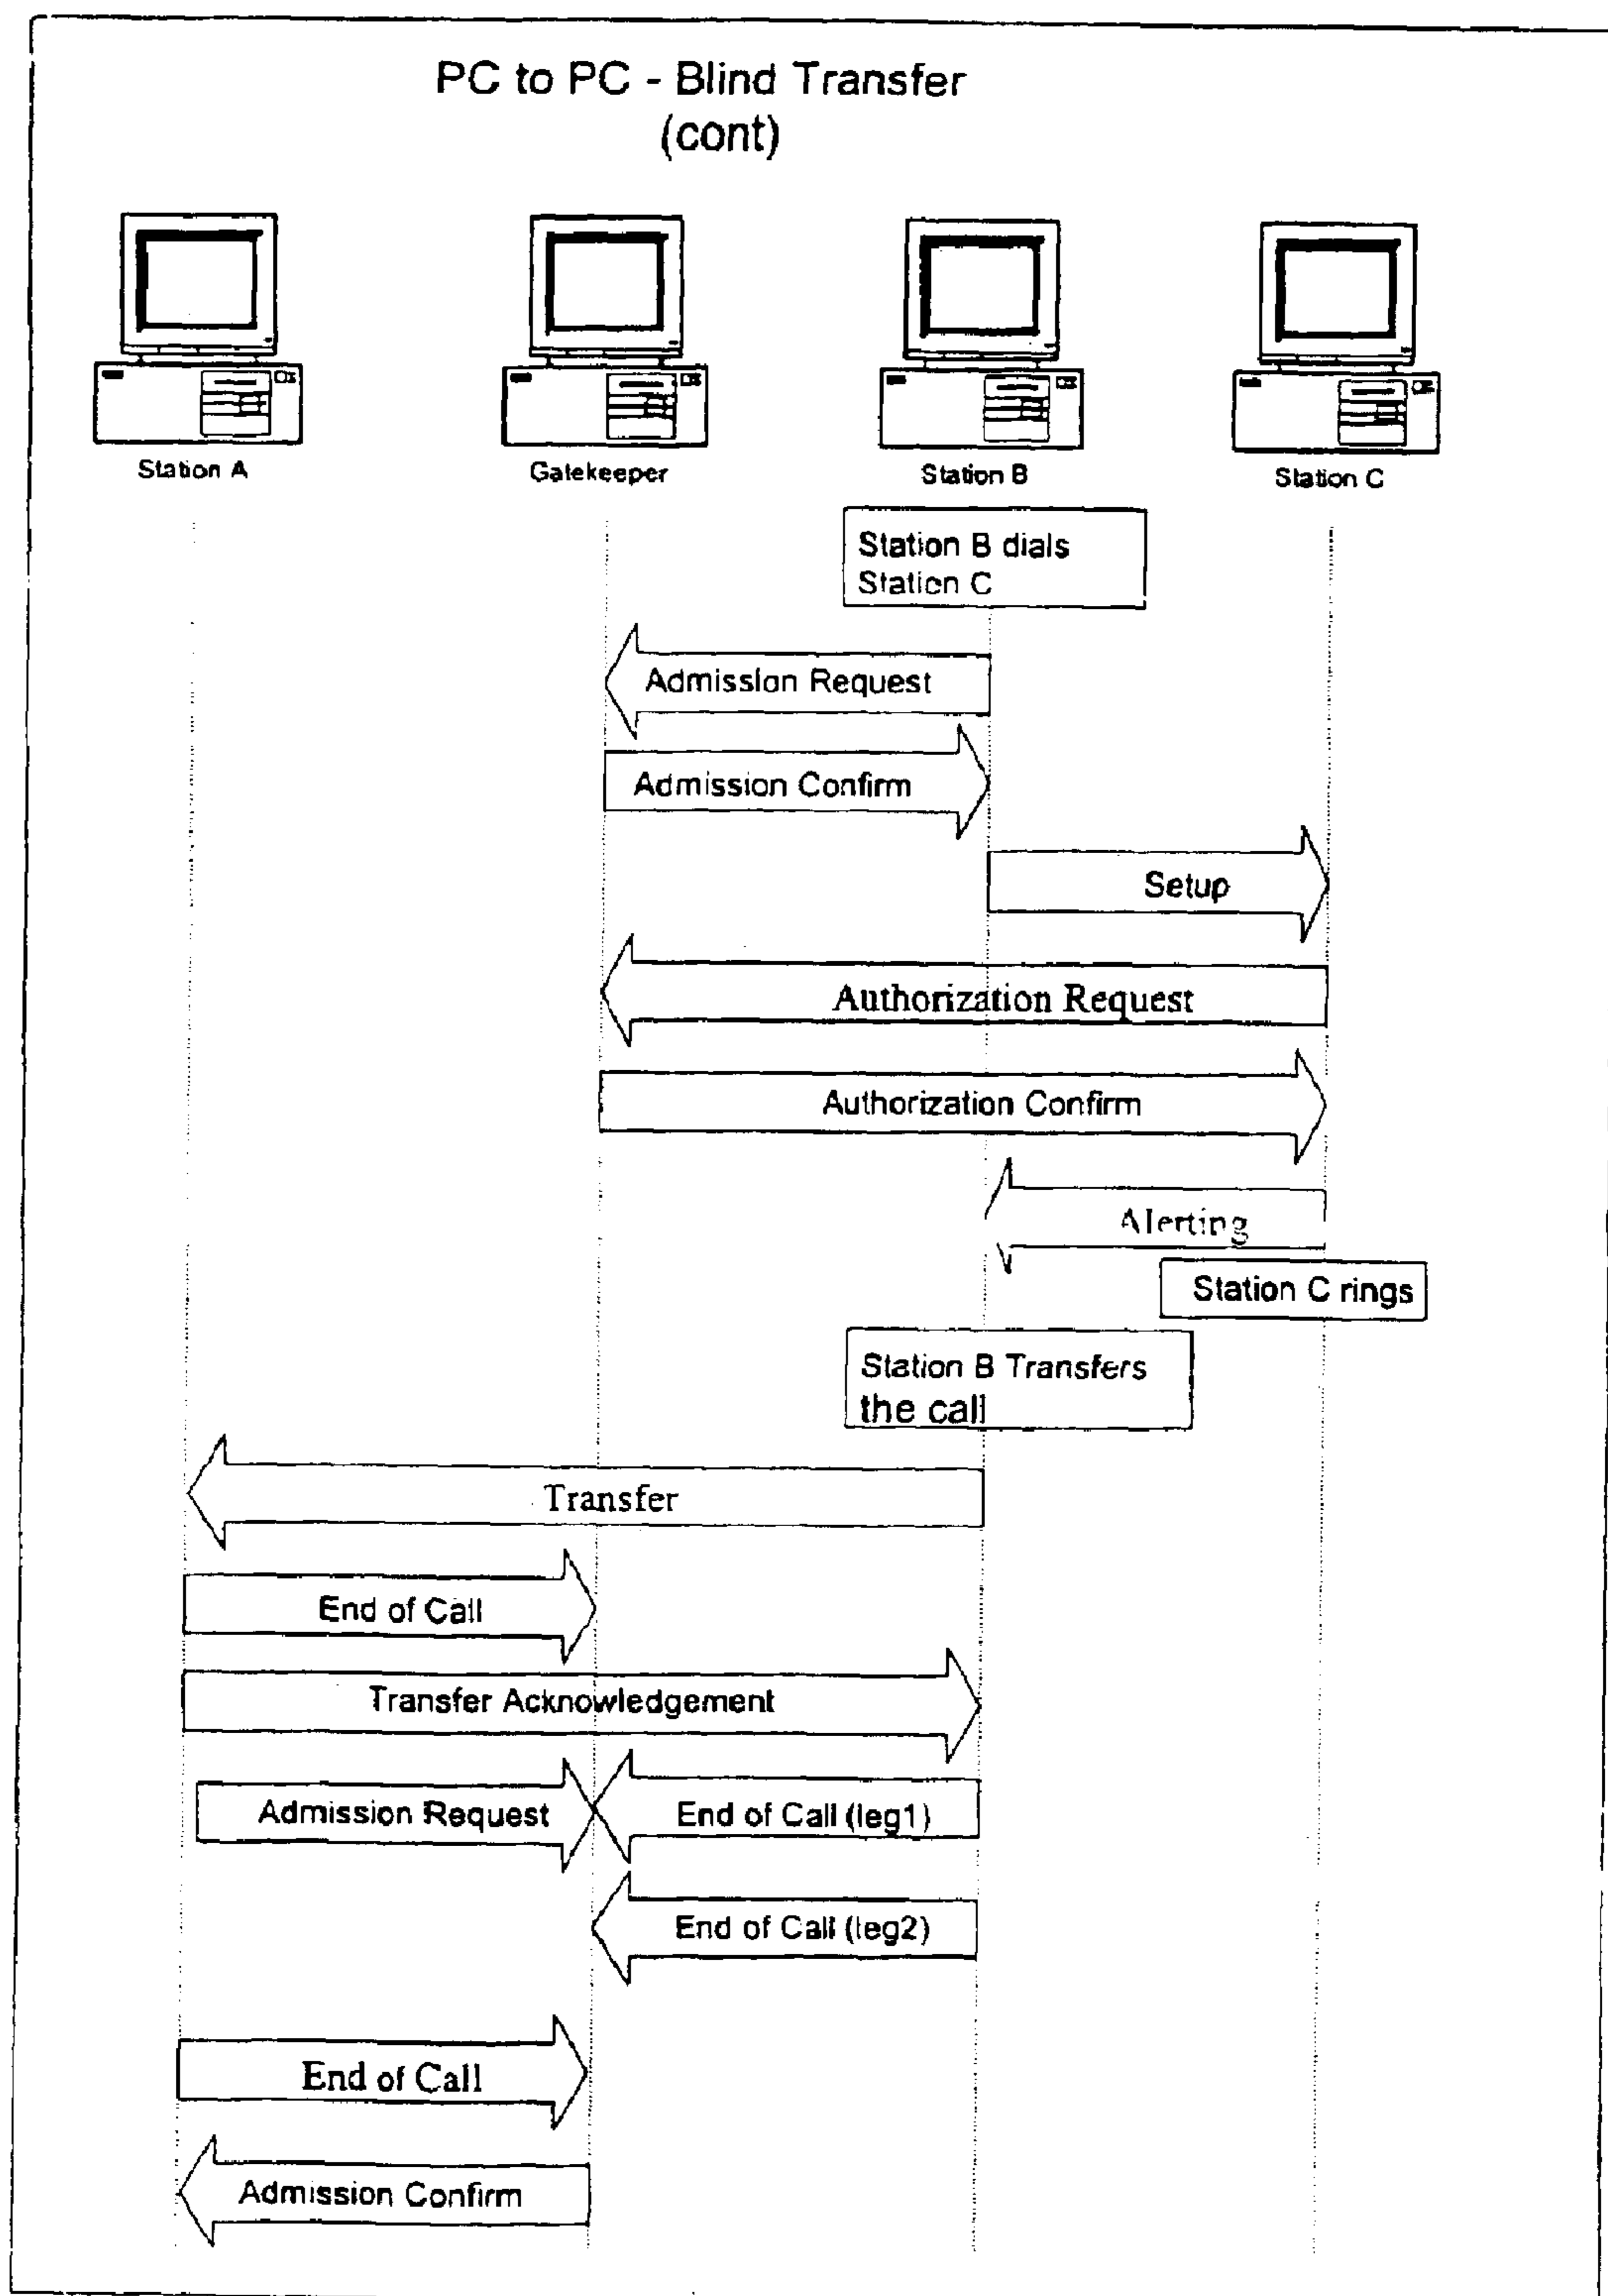 PC to PC - Blind Transfer
(cont)
Station A
Gatekeeper
Station B
Station C
Station B dials
Station C
Admission Request
Admission Confirm
Setup
Authorization Request
Authorization Confirm
Alerting
Station C rings
Station B Transfers
the call
Transfer
End of Call
Transfer Acknowledgement
Admission Request
End of Call (leg1)
End of Call (leg2)
End of Call
Admission Confirm